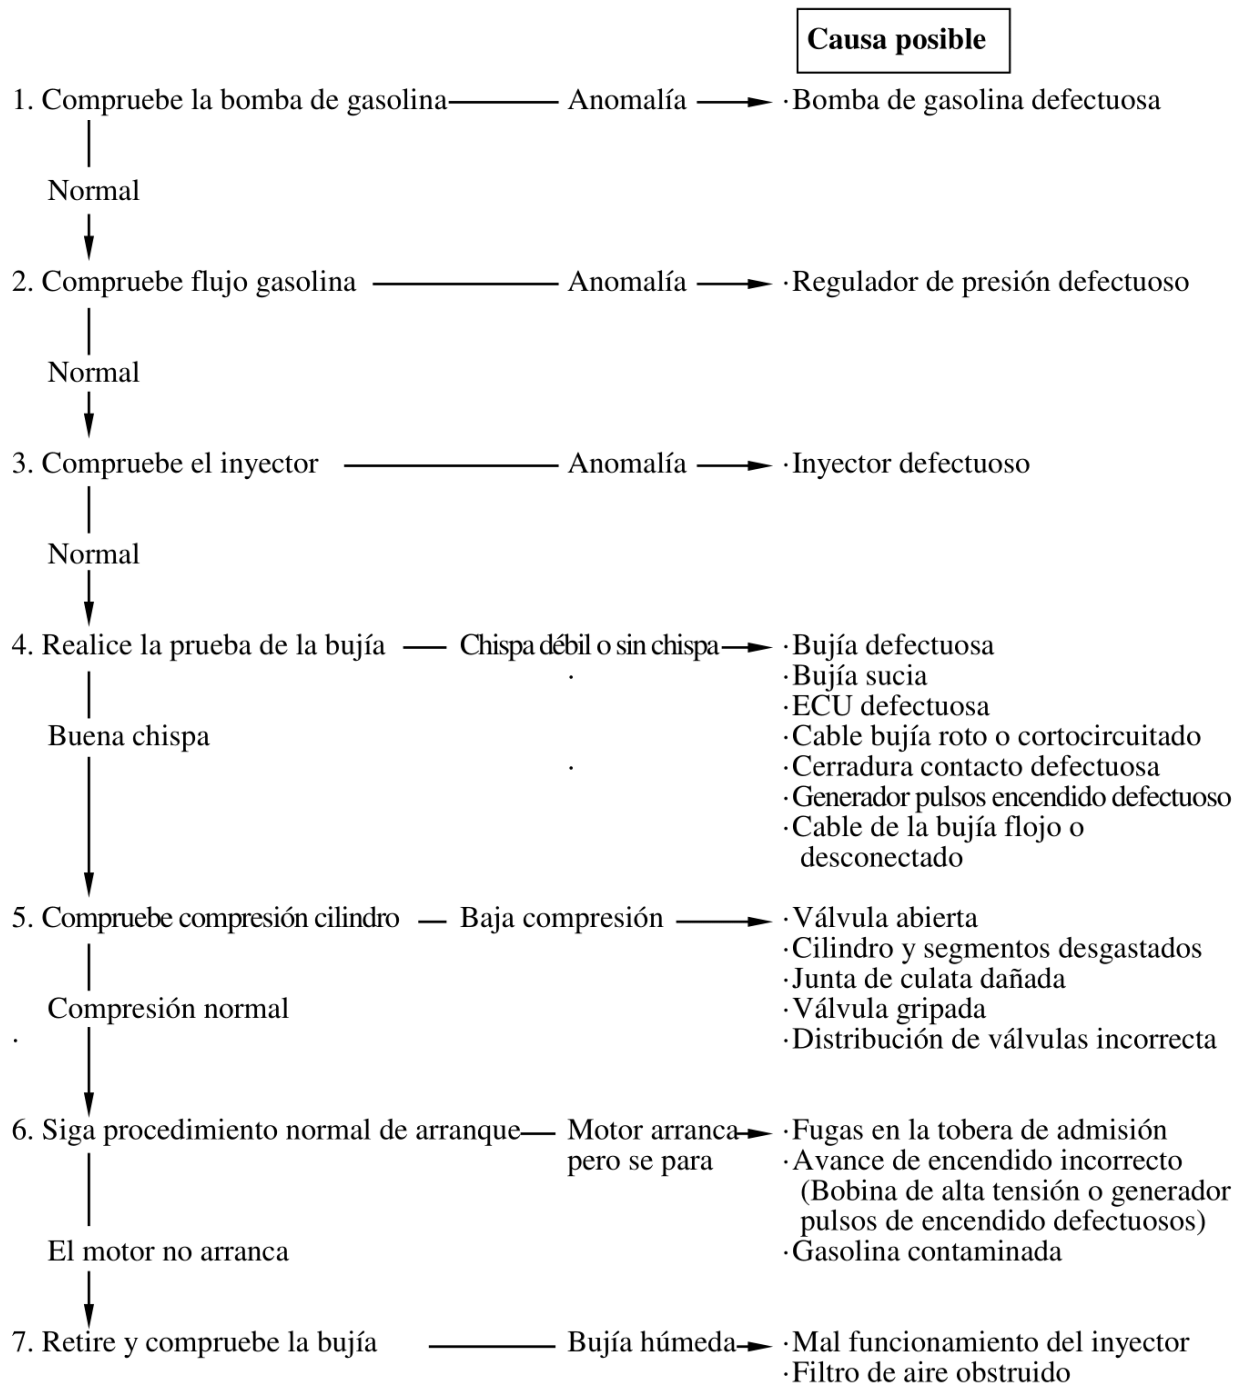 Causa posible
1. Compruebe la bomba de gasolina Anomalía ·Bomba de gasolina defectuosa
Normal
2. Compruebe flujo gasolina Anomalía ·Regulador de presión defectuoso
Normal
3. Compruebe el inyector Anomalía ·Inyector defectuoso
Normal
4. Realice la prueba de la bujía Chispa débil o sin chispa ·Bujía defectuosa
·Bujía sucia
·ECU defectuosa
Buena chispa ·Cable bujía roto o cortocircuitado
·Cerradura contacto defectuosa
·Generador pulsos encendido defectuoso
·Cable de la bujía flojo o
desconectado
5. Compruebe compresión cilindro Baja compresión ·Válvula abierta
·Cilindro y segmentos desgastados
·Junta de culata dañada
Compresión normal ·Válvula gripada
·Distribución de válvulas incorrecta
6. Siga procedimiento normal de arranque Motor arranca ·Fugas en la tobera de admisión
pero se para ·Avance de encendido incorrecto
(Bobina de alta tensión o generador
pulsos de encendido defectuosos)
El motor no arranca ·Gasolina contaminada
7. Retire y compruebe la bujía Bujía húmeda ·Mal funcionamiento del inyector
·Filtro de aire obstruido